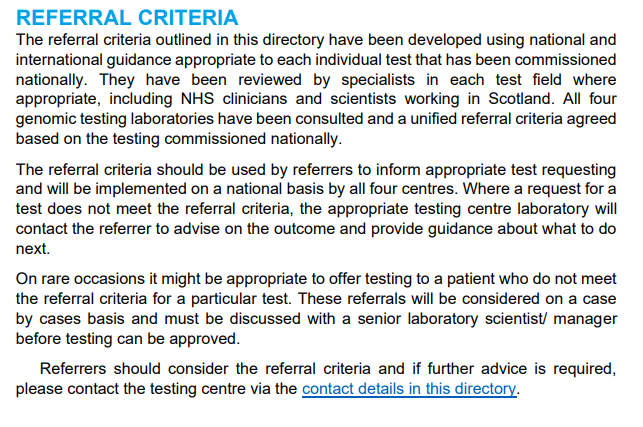 REFERRAL CRITERIA
The referral criteria outlined in this directory have been developed using national and
international guidance appropriate to each individual test that has been commissioned
nationally. They have been reviewed by specialists in each test field where
appropriate, including NHS clinicians and scientists working in Scotland. All four
genomic testing laboratories have been consulted and a unified referral criteria agreed
based on the testing commissioned nationally.
The referral criteria should be used by referrers to inform appropriate test requesting
and will be implemented on a national basis by all four centres. Where a request for a
test does not meet the referral criteria, the appropriate testing centre laboratory will
contact the referrer to advise on the outcome and provide guidance about what to do
next.
On rare occasions it might be appropriate to offer testing to a patient who do not meet
the referral criteria for a particular test. These referrals will be considered on a case
by cases basis and must be discussed with a senior laboratory scientist/ manager
before testing can be approved.
Referrers should consider the referral criteria and if further advice is required,
please contact the testing centre via the contact details in this directory.